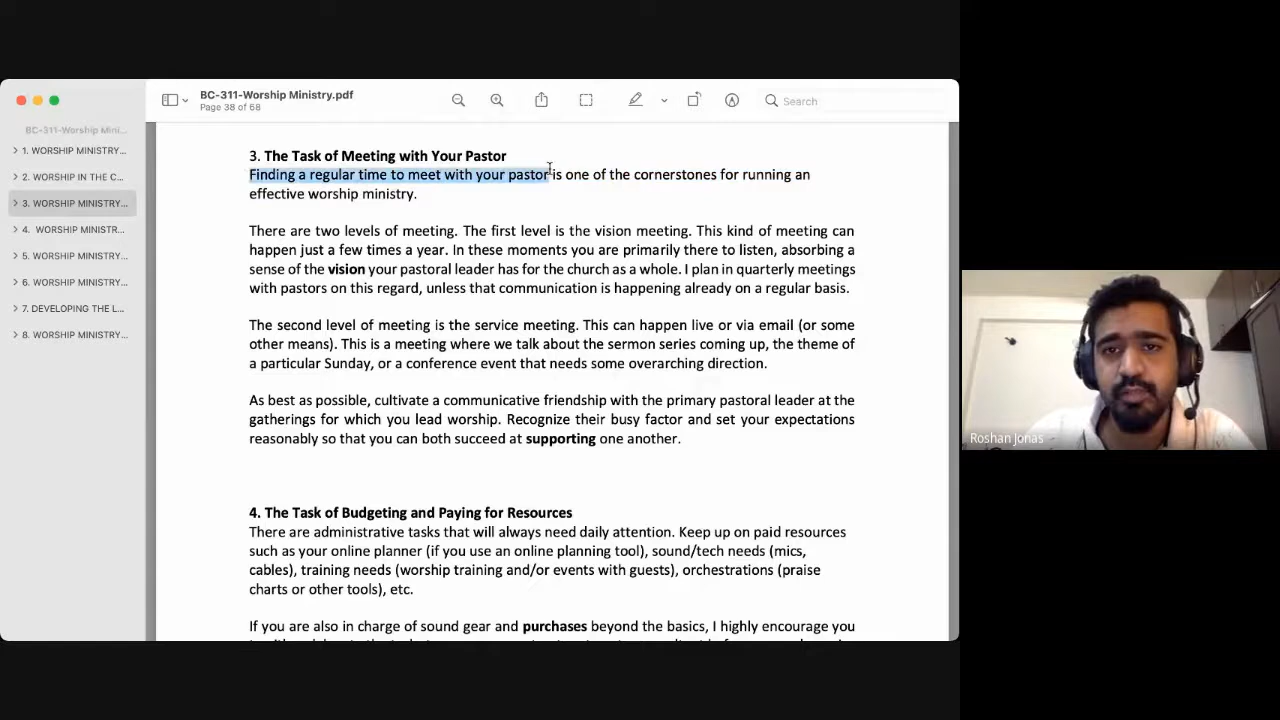 BC-311-Worship Ministry.pdf
Page 38 of 68
Search
BC-311-Worship Mini...
1. WORSHIP MINISTRY...
2. WORSHIP IN THE C...
3. WORSHIP MINISTRY...
4. WORSHIP MINISTR...
5. WORSHIP MINISTRY...
6. WORSHIP MINISTRY...
7. DEVELOPING THE L...
8. WORSHIP MINISTRY...
3. The Task of Meeting with Your Pastor
Finding a regular time to meet with your pastor is one of the cornerstones for running an
effective worship ministry.
There are two levels of meeting. The first level is the vision meeting. This kind of meeting can
happen just a few times a year. In these moments you are primarily there to listen, absorbing a
sense of the vision your pastoral leader has for the church as a whole. I plan in quarterly meetings
with pastors on this regard, unless that communication is happening already on a regular basis.
The second level of meeting is the service meeting. This can happen live or via email (or some
other means). This is a meeting where we talk about the sermon series coming up, the theme of
a particular Sunday, or a conference event that needs some overarching direction.
As best as possible, cultivate a communicative friendship with the primary pastoral leader at the
gatherings for which you lead worship. Recognize their busy factor and set your expectations
reasonably so that you can both succeed at supporting one another.
4. The Task of Budgeting and Paying for Resources
There are administrative tasks that will always need daily attention. Keep up on paid resources
such as your online planner (if you use an online planning tool), sound/tech needs (mics,
cables), training needs (worship training and/or events with guests), orchestrations (praise
charts or other tools), etc.
If you are also in charge of sound gear and purchases beyond the basics, I highly encourage you
Roshan Jonas